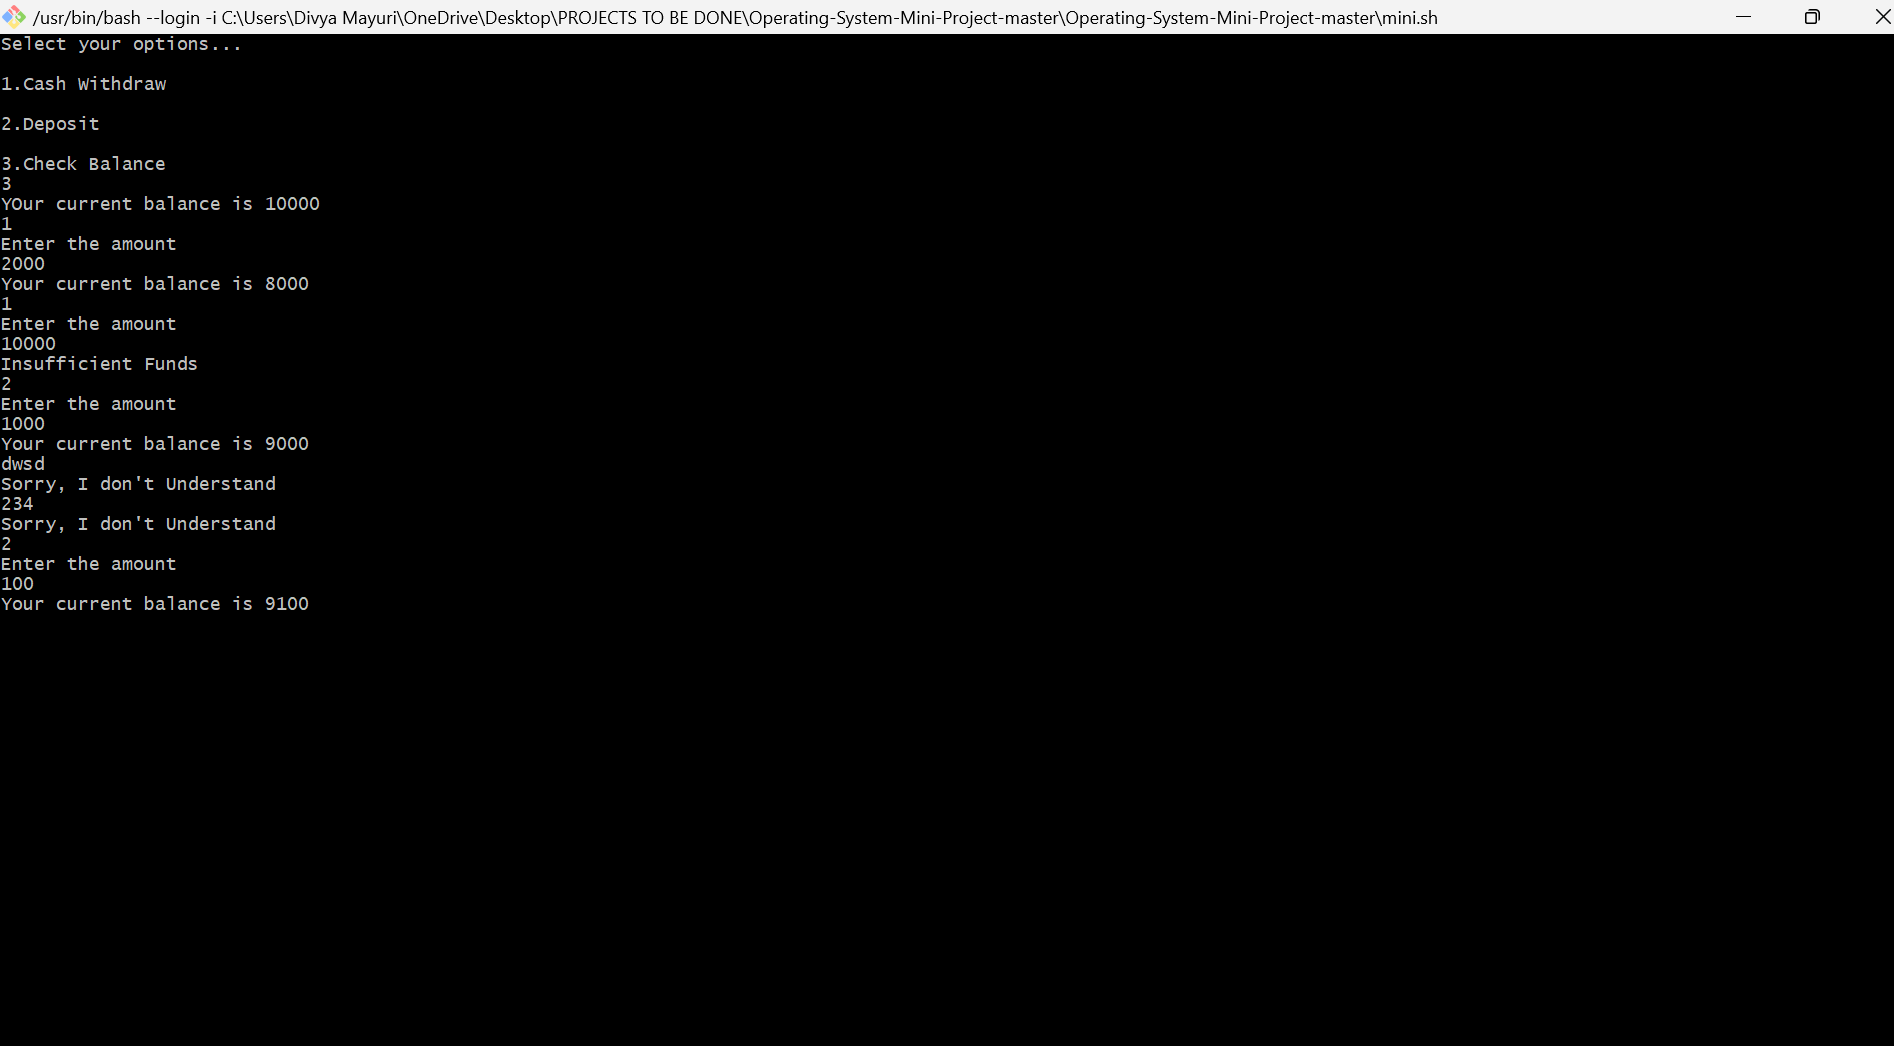 /usr/bin/bash --login -i C:\Users\Divya Mayuri\OneDrive\Desktop\PROJECTS TO BE DONE\Operating-System-Mini-Project-master\Operating-System-Mini-Project-master\mini.sh
Select your options...
1.Cash Withdraw
2.Deposit
3.Check Balance
3
YOur current balance is 10000
1
Enter the amount
2000
Your current balance is 8000
1
Enter the amount
10000
Insufficient Funds
2
Enter the amount
1000
Your current balance is 9000
dwsd
Sorry, I don't Understand
234
Sorry, I don't Understand
2
Enter the amount
100
Your current balance is 9100